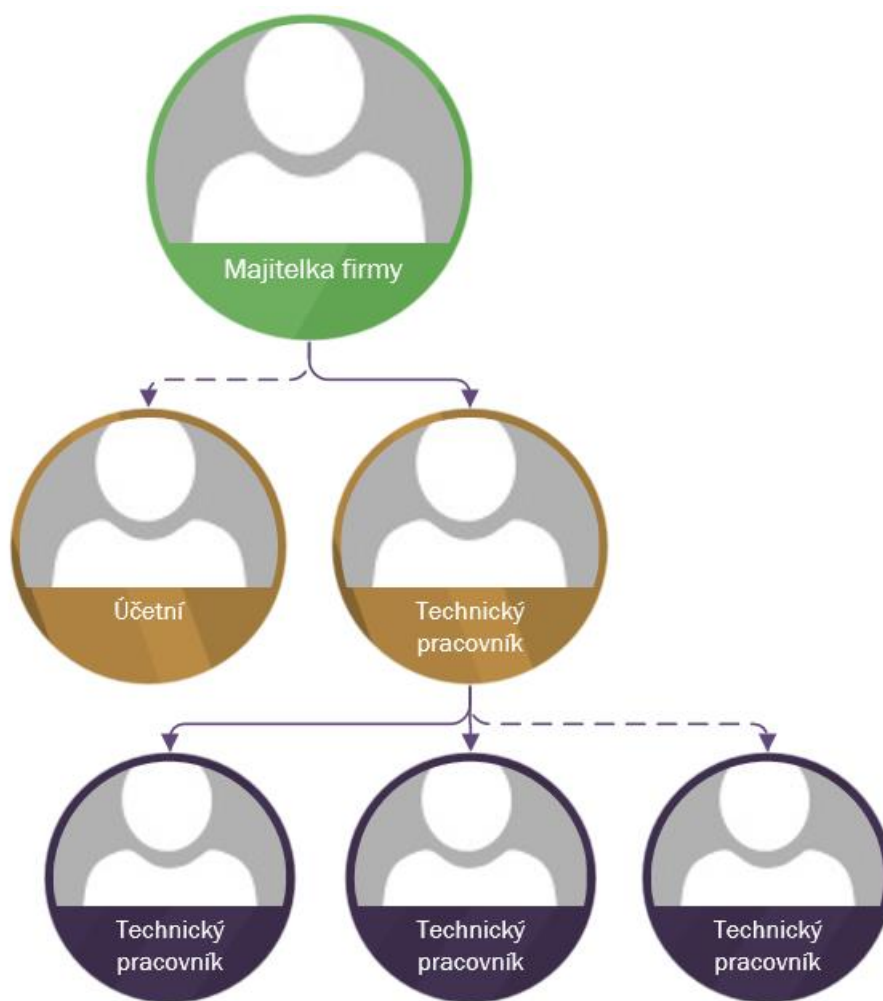 Majitelka firmy
Účetní
Technický
pracovník
Technický
pracovník
Technický
pracovník
Technický
pracovník